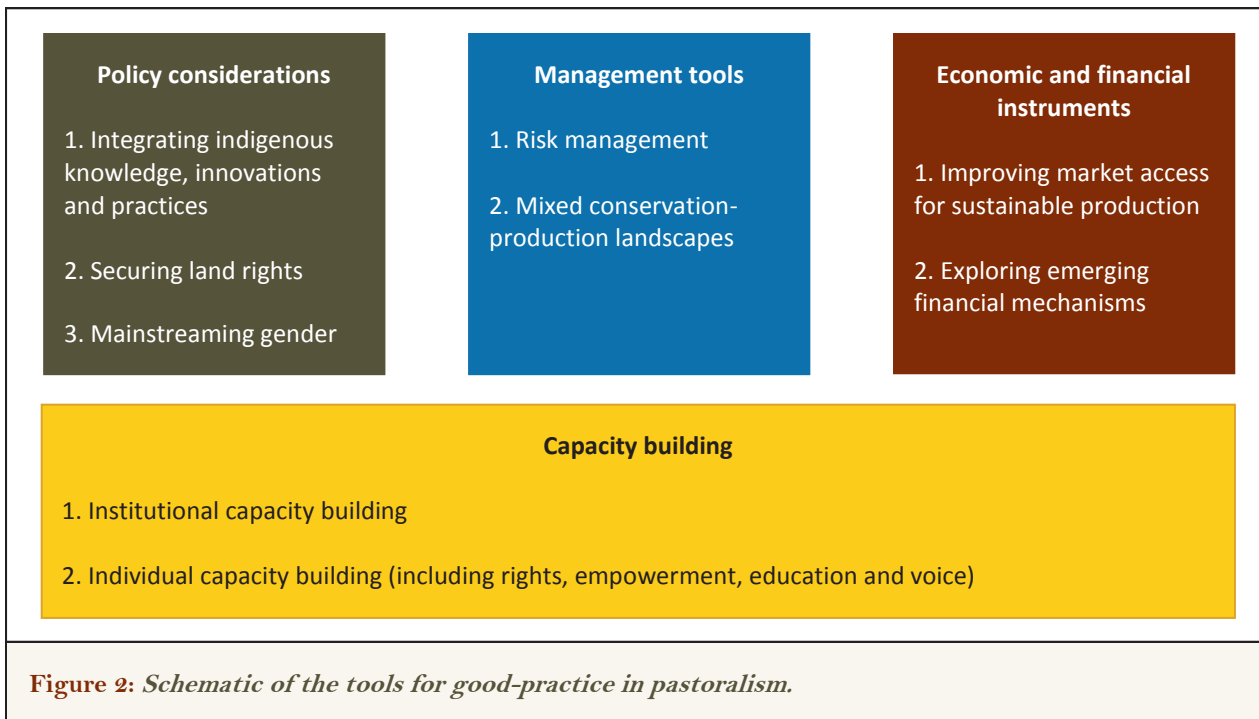 Policy considerations
1. Integrating indigenous
knowledge, innovations
and practices
2. Securing land rights
3. Mainstreaming gender
Management tools
1. Risk management
2. Mixed conservation-
production landscapes
Economic and financial
instruments
1. Improving market access
for sustainable production
2. Exploring emerging
financial mechanisms
Capacity building
1. Institutional capacity building
2. Individual capacity building (including rights, empowerment, education and voice)
Figure 2: Schematic of the tools for good-practice in pastoralism.